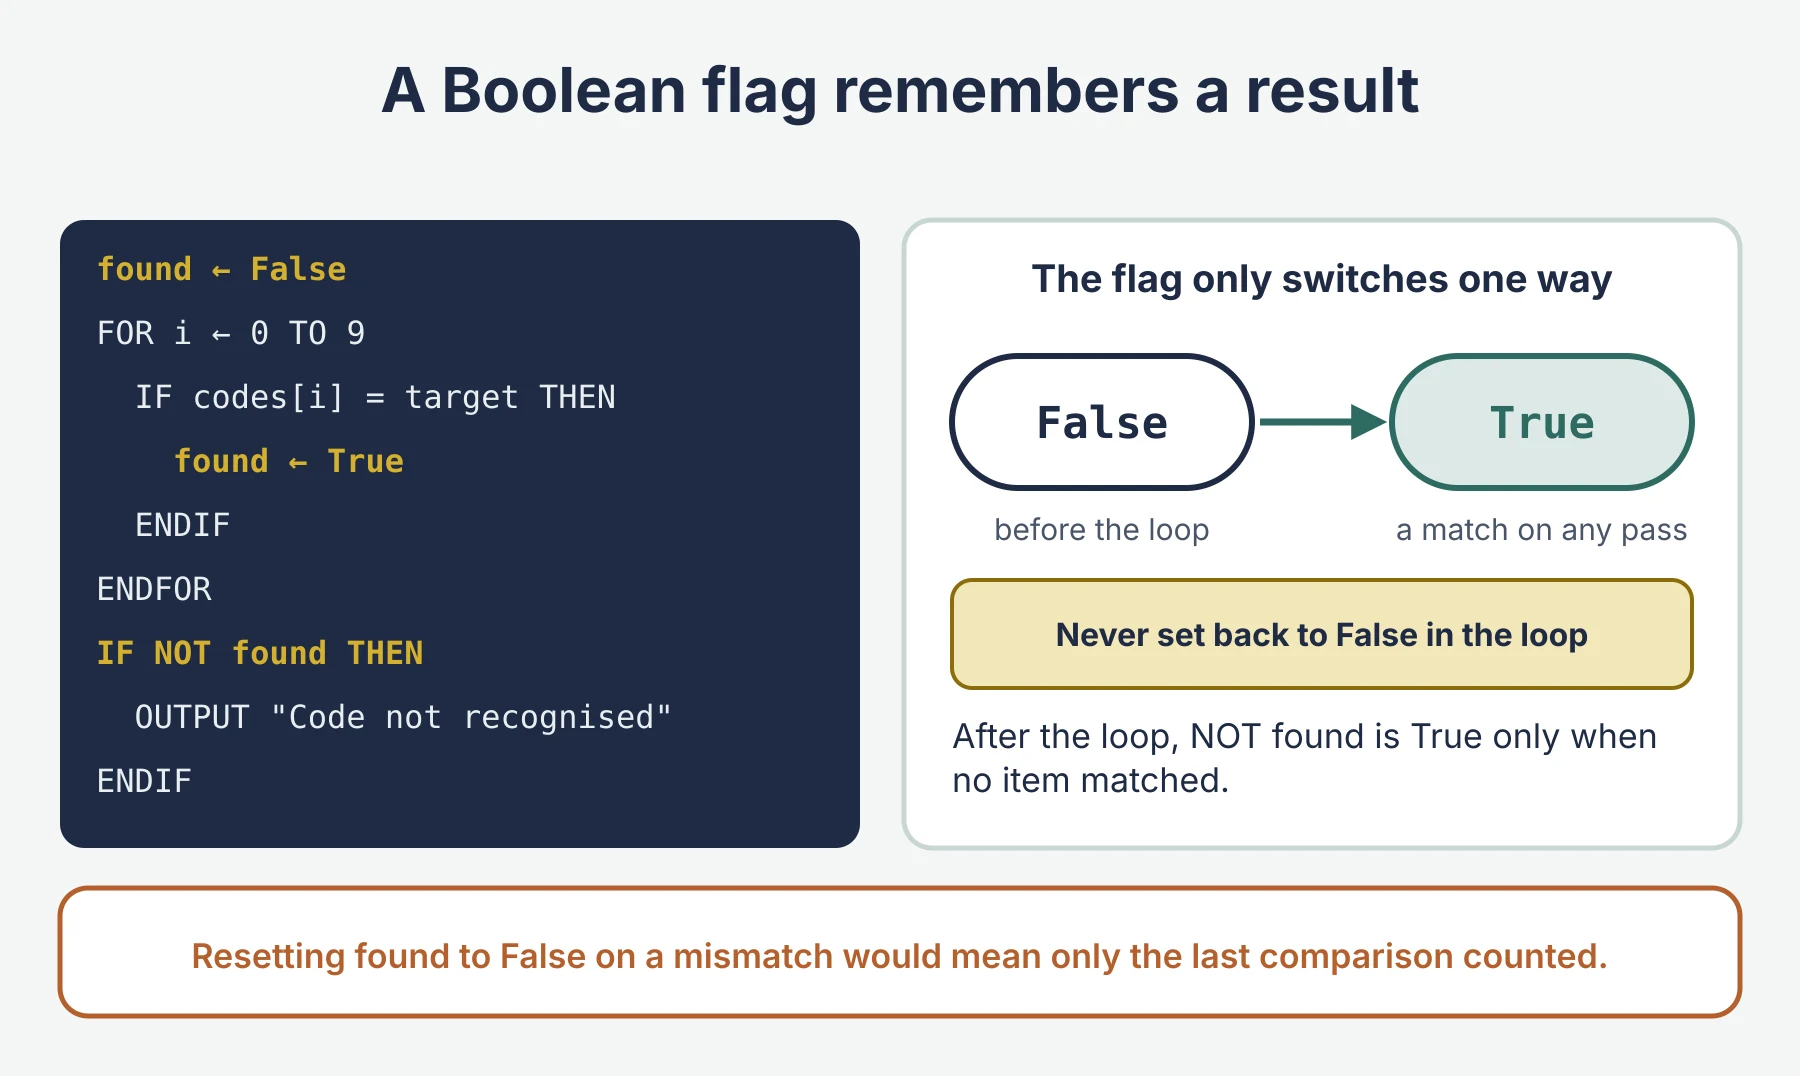 A Boolean flag remembers a result
found ← False
FOR i ← 0 TO 9
  IF codes[i] = target THEN
    found ← True
  ENDIF
ENDFOR
IF NOT found THEN
  OUTPUT "Code not recognised"
ENDIF
The flag only switches one way
False
True
before the loop
a match on any pass
Never set back to False in the loop
After the loop, NOT found is True only when
no item matched.
Resetting found to False on a mismatch would mean only the last comparison counted.